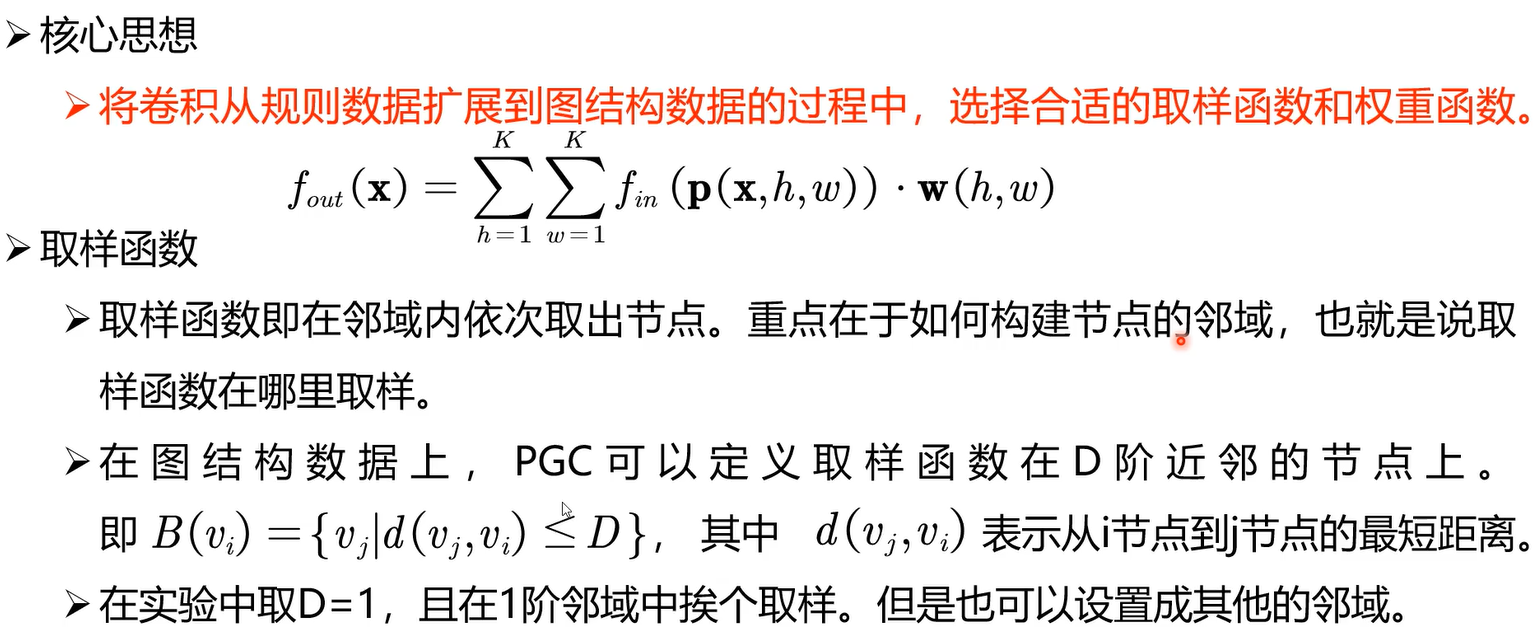 ➢核心思想
➢将卷积从规则数据扩展到图结构数据的过程中，选择合适的取样函数和权重函数。
f_{out}(𝐱) = \sum_{h=1}^{K} \sum_{w=1}^{K} f_{in}(𝐩(𝐱,h,w)) · 𝐰(h,w)
➢取样函数
➢取样函数即在邻域内依次取出节点。重点在于如何构建节点的邻域，也就是说取
样函数在哪里取样。
➢在图结构数据上，PGC可以定义取样函数在D阶近邻的节点上。
即 B(v_i) = {v_j|d(v_j,v_i) ≤ D}，其中 d(v_j,v_i) 表示从i节点到j节点的最短距离。
➢在实验中取D=1，且在1阶邻域中挨个取样。但是也可以设置成其他的邻域。